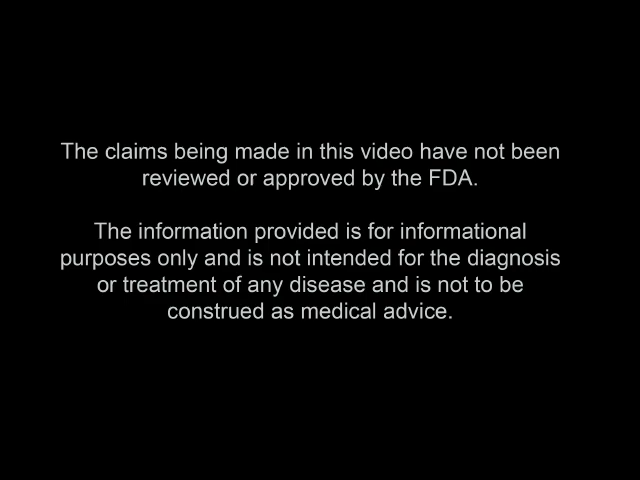 The claims being made in this video have not been
reviewed or approved by the FDA.
The information provided is for informational
purposes only and is not intended for the diagnosis
or treatment of any disease and is not to be
construed as medical advice.